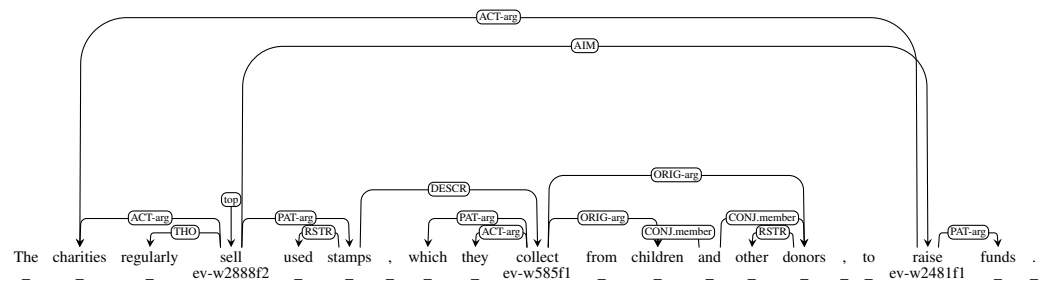 ACT-arg
AIM
ORIG-arg
DESCR
top
ACT-arg PAT-arg PAT-arg ORIG-arg CONJ.member
THO RSTR ACT-arg CONJ.member RSTR PAT-arg
The charities regularly sell used stamps , which they collect from children and other donors , to raise funds .
_ _ _ ev-w2888f2 _ _ _ _ _ ev-w585f1 _ _ _ _ _ _ _ ev-w2481f1 _ _